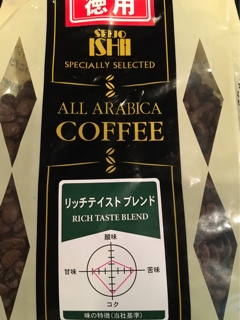 徳用
SEIJO
ISHII
SPECIALLY SELECTED
ALL ARABICA
COFFEE
リッチテイスト ブレンド
RICH TASTE BLEND
酸味
甘味
苦味
コク
味の特徴(当社基準)